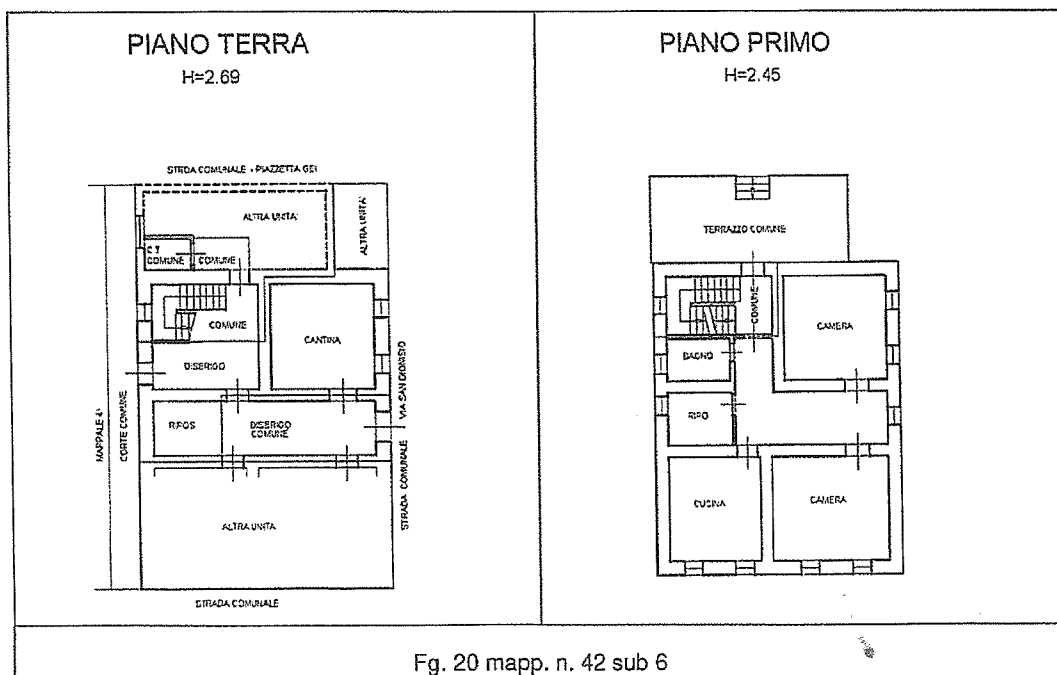 PIANO TERRA
H=2.69
STRDA COMUNALE - PIAZZETTA GEI
ALTRA UNITA'
ALTRA UNITA'
C.T.
COMUNE
COMUNE
COMUNE
CANTINA
DISBRIGO
RIPOS
DISBRIGO
COMUNE
ALTRA UNITA
STRADA COMUNALE
MAPPALE 41
CORTE COMUNE
STRADA COMUNALE VIA SAN DIONISIO
PIANO PRIMO
H=2.45
TERRAZZO COMUNE
COMUNE
CAMERA
BAGNO
RIPO
CUCINA
CAMERA
Fg. 20 mapp. n. 42 sub 6